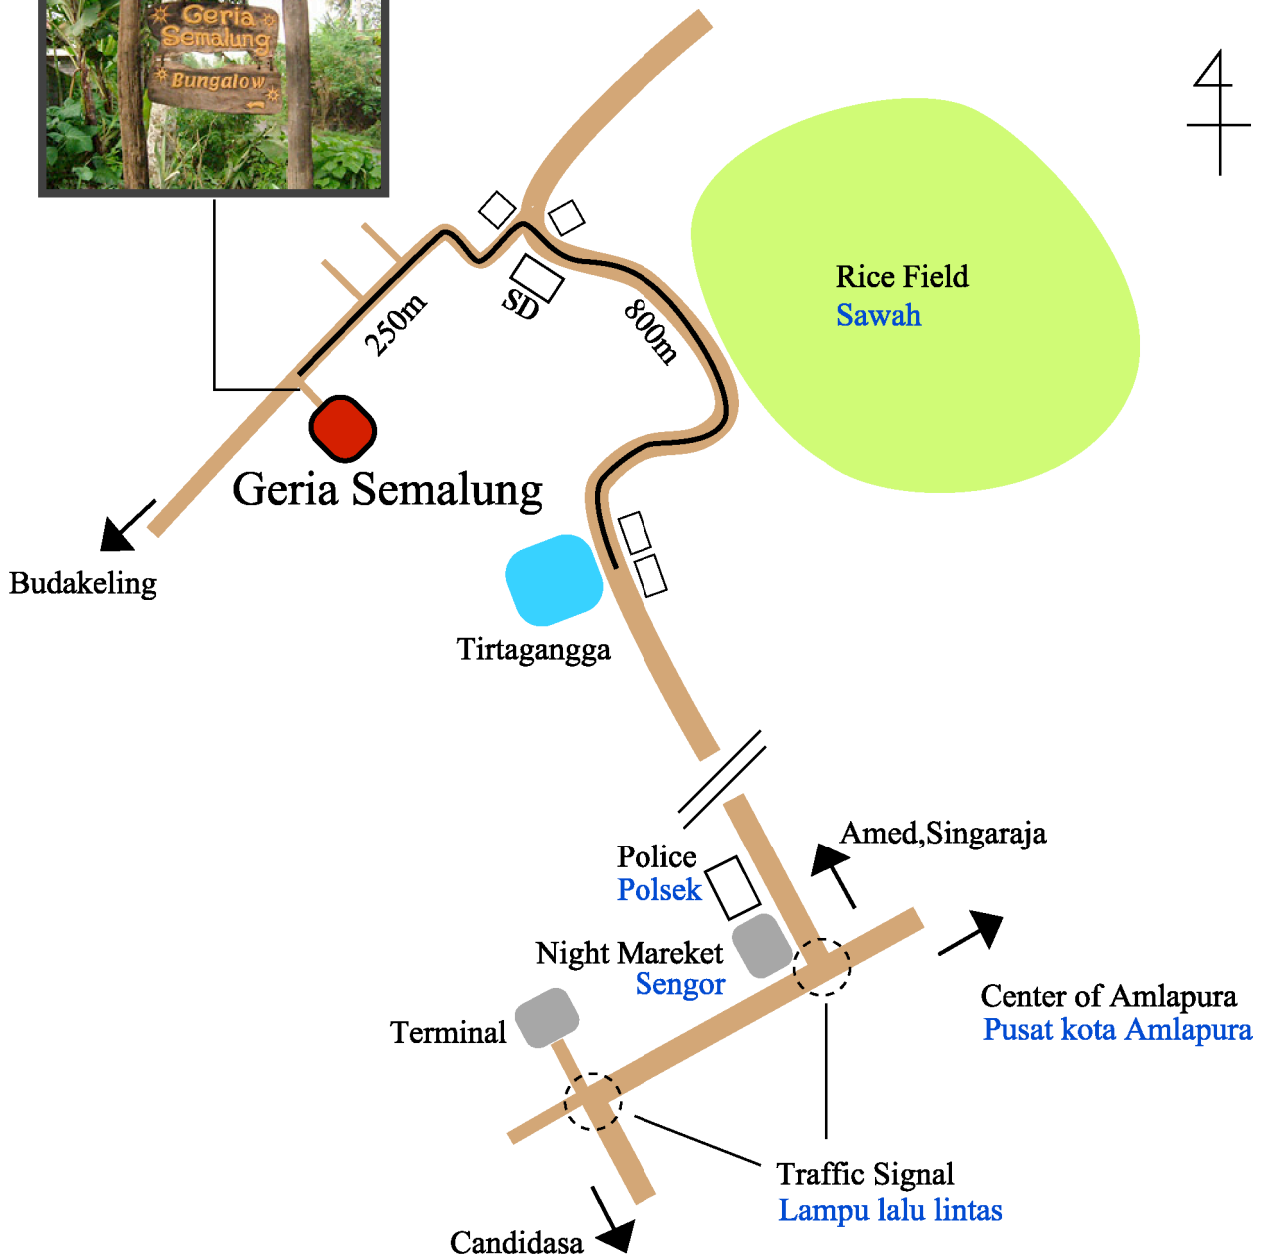 Geria
Semalung
Bungalow
Rice Field
Sawah
250m
SD
800m
Geria Semalung
Budakeling
Tirtagangga
Amed,Singaraja
Police
Polsek
Night Mareket
Sengor
Center of Amlapura
Pusat kota Amlapura
Terminal
Traffic Signal
Lampu lalu lintas
Candidasa